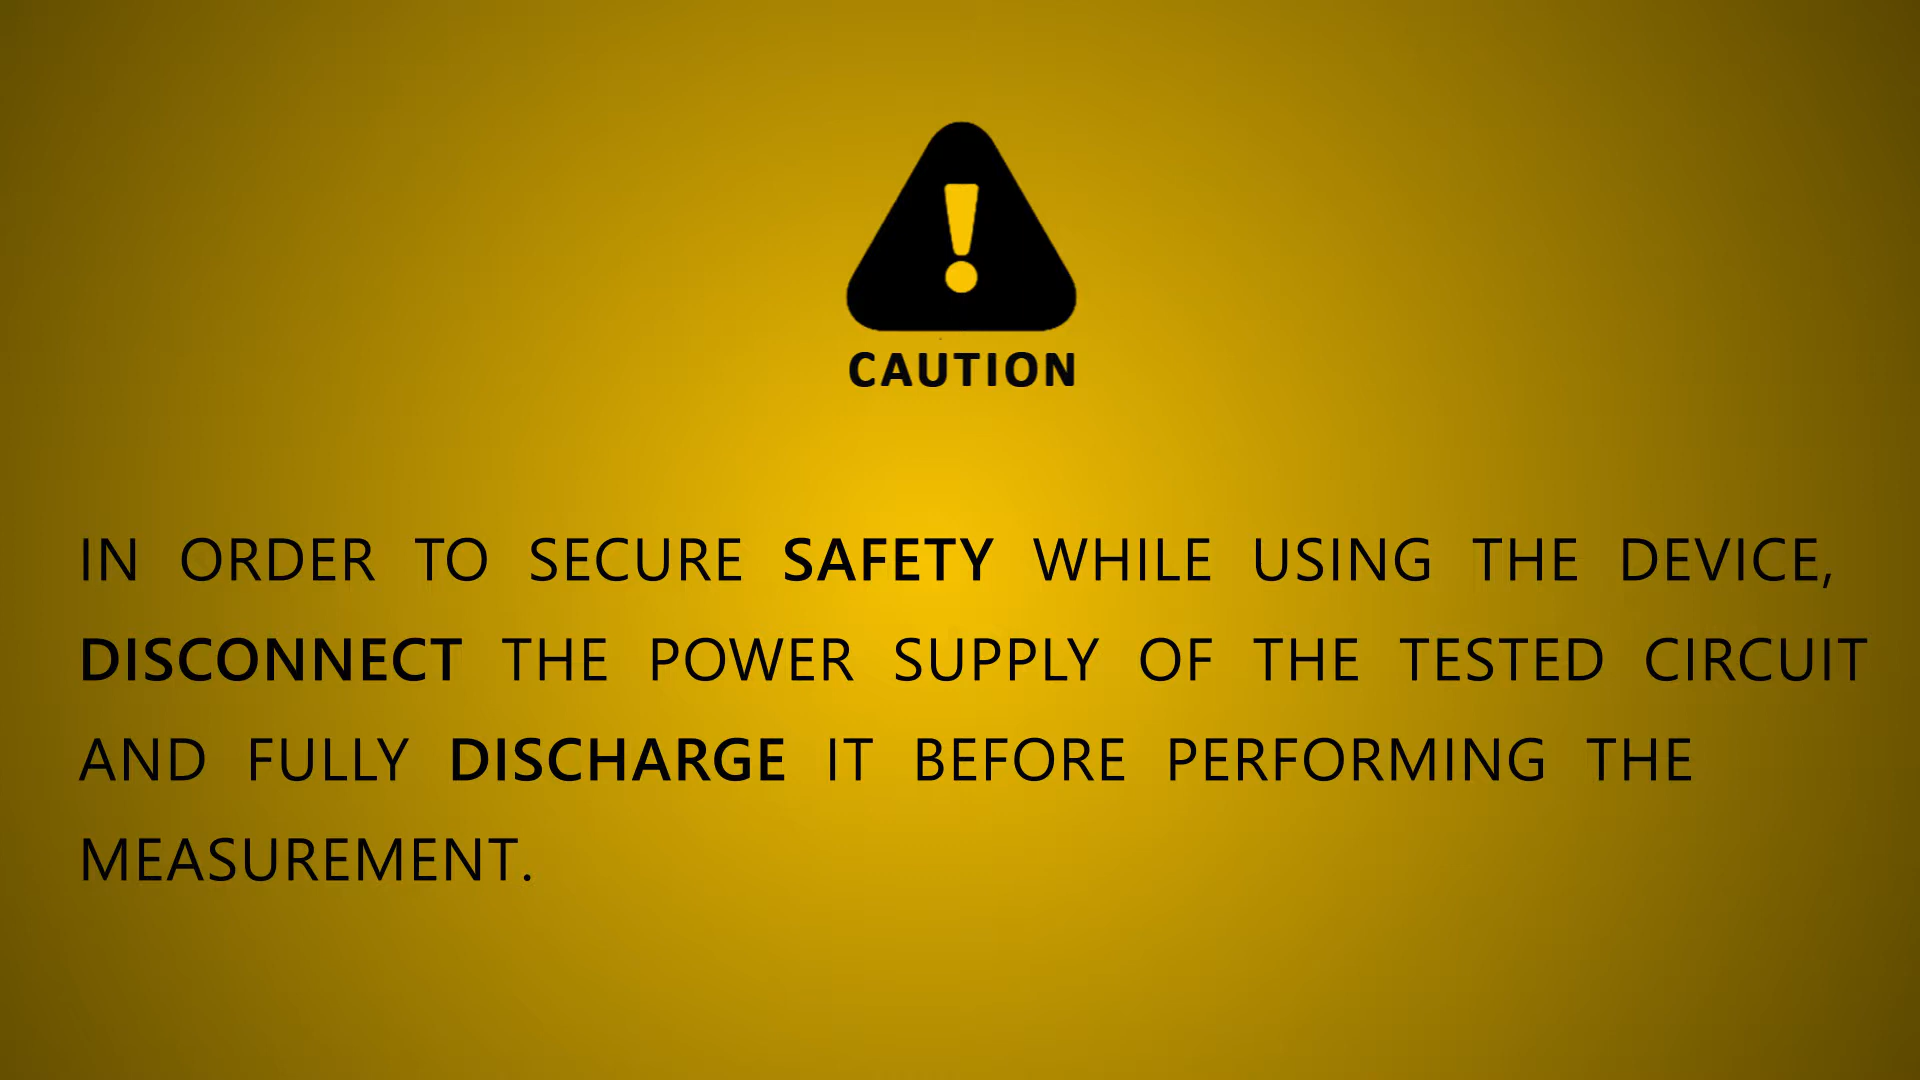 CAUTION
IN ORDER TO SECURE SAFETY WHILE USING THE DEVICE,
DISCONNECT THE POWER SUPPLY OF THE TESTED CIRCUIT
AND FULLY DISCHARGE IT BEFORE PERFORMING THE
MEASUREMENT.